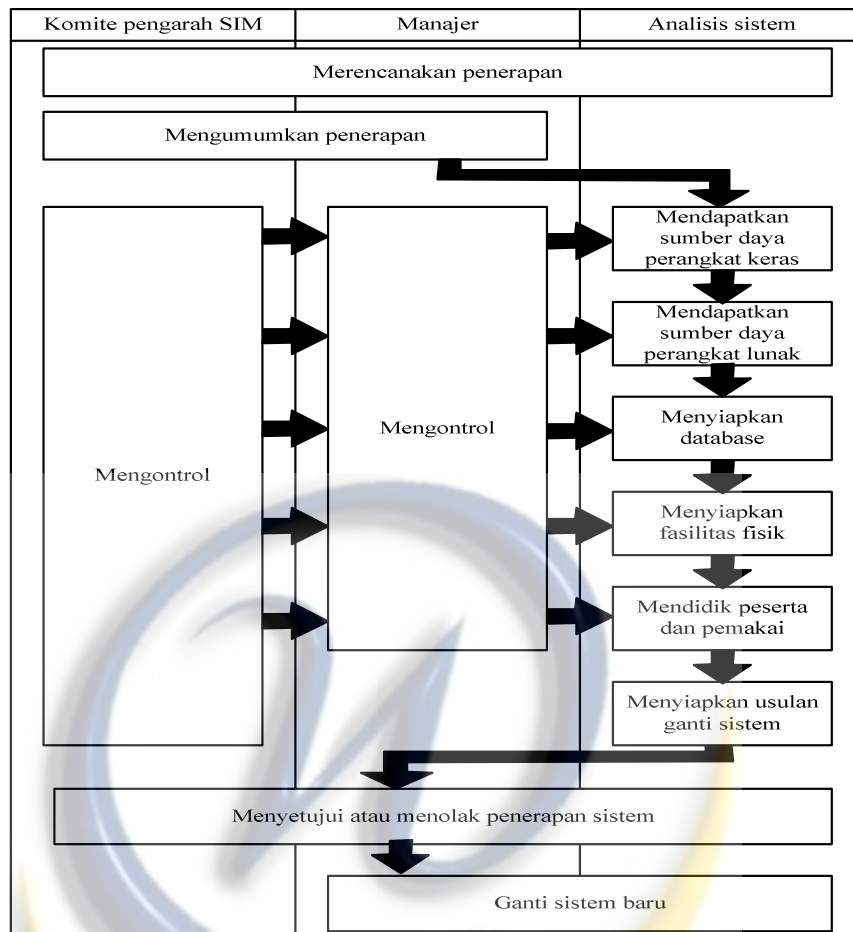 Komite pengarah SIM
Manajer
Analisis sistem
Merencanakan penerapan
Mengumumkan penerapan
Mendapatkan
sumber daya
perangkat keras
Mendapatkan
sumber daya
perangkat lunak
Menyiapkan
database
Mengontrol
Mengontrol
Menyiapkan
fasilitas fisik
Mendidik peserta
dan pemakai
Menyiapkan usulan
ganti sistem
Menyetujui atau menolak penerapan sistem
Ganti sistem baru